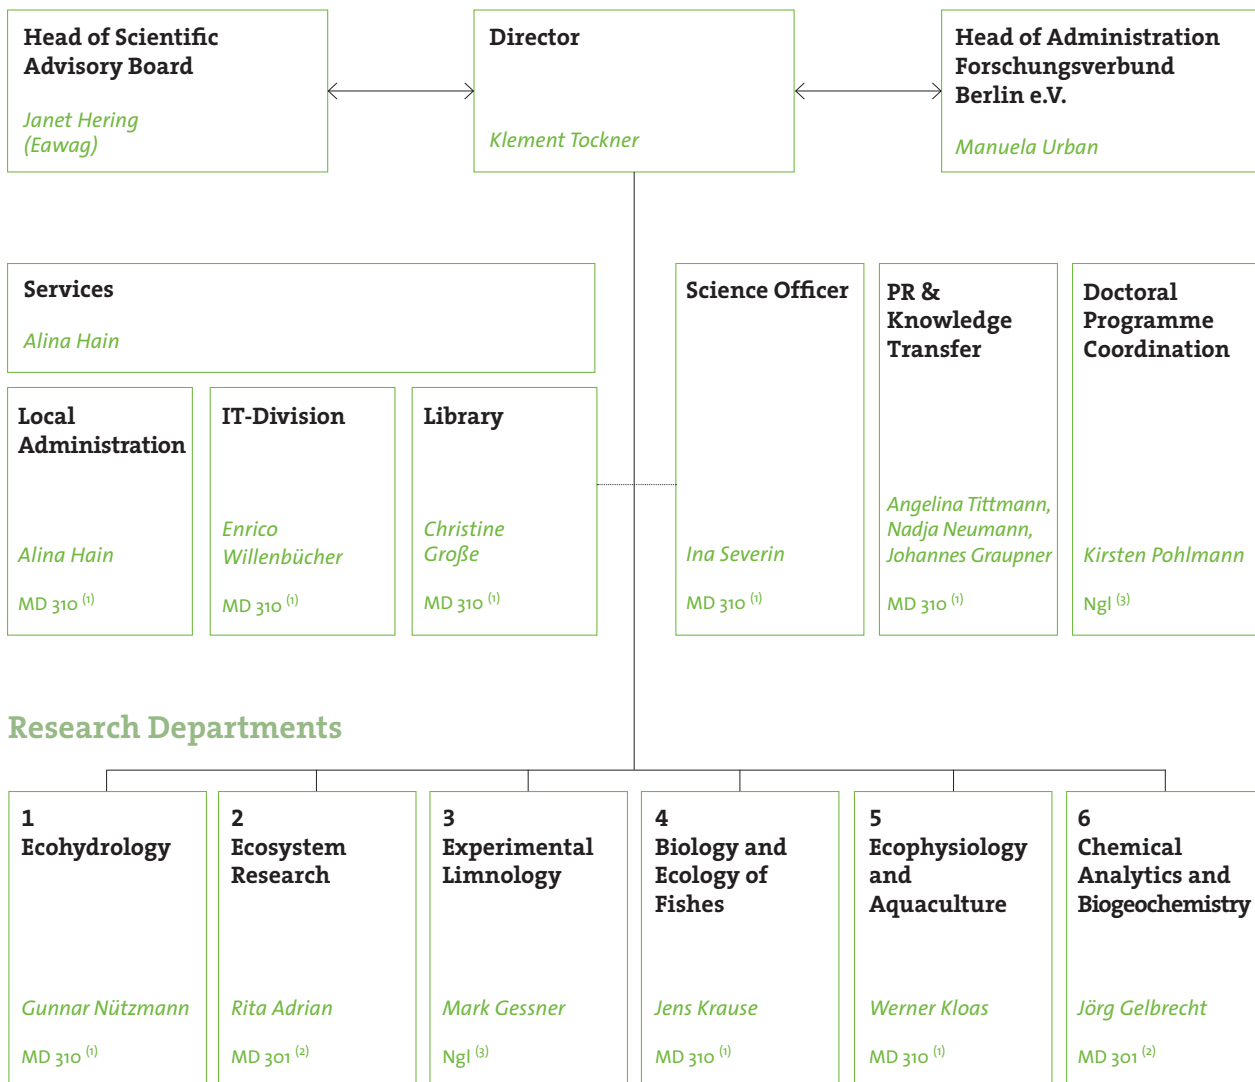 Head of Scientific
Advisory Board
Janet Hering
(Eawag)
Director
Klement Tockner
Head of Administration
Forschungsverbund
Berlin e.V.
Manuela Urban
Services
Alina Hain
Local
Administration
Alina Hain
MD 310 (1)
IT-Division
Enrico
Willenbücher
MD 310 (1)
Library
Christine
Große
MD 310 (1)
Science Officer
Ina Severin
MD 310 (1)
PR &
Knowledge
Transfer
Angelina Tittmann,
Nadja Neumann,
Johannes Graupner
MD 310 (1)
Doctoral
Programme
Coordination
Kirsten Pohlmann
Ngl (3)
Research Departments
1
Ecohydrology
Gunnar Nützmann
MD 310 (1)
2
Ecosystem
Research
Rita Adrian
MD 301 (2)
3
Experimental
Limnology
Mark Gessner
Ngl (3)
4
Biology and
Ecology of
Fishes
Jens Krause
MD 310 (1)
5
Ecophysiology
and
Aquaculture
Werner Kloas
MD 310 (1)
6
Chemical
Analytics and
Biogeochemistry
Jörg Gelbrecht
MD 301 (2)